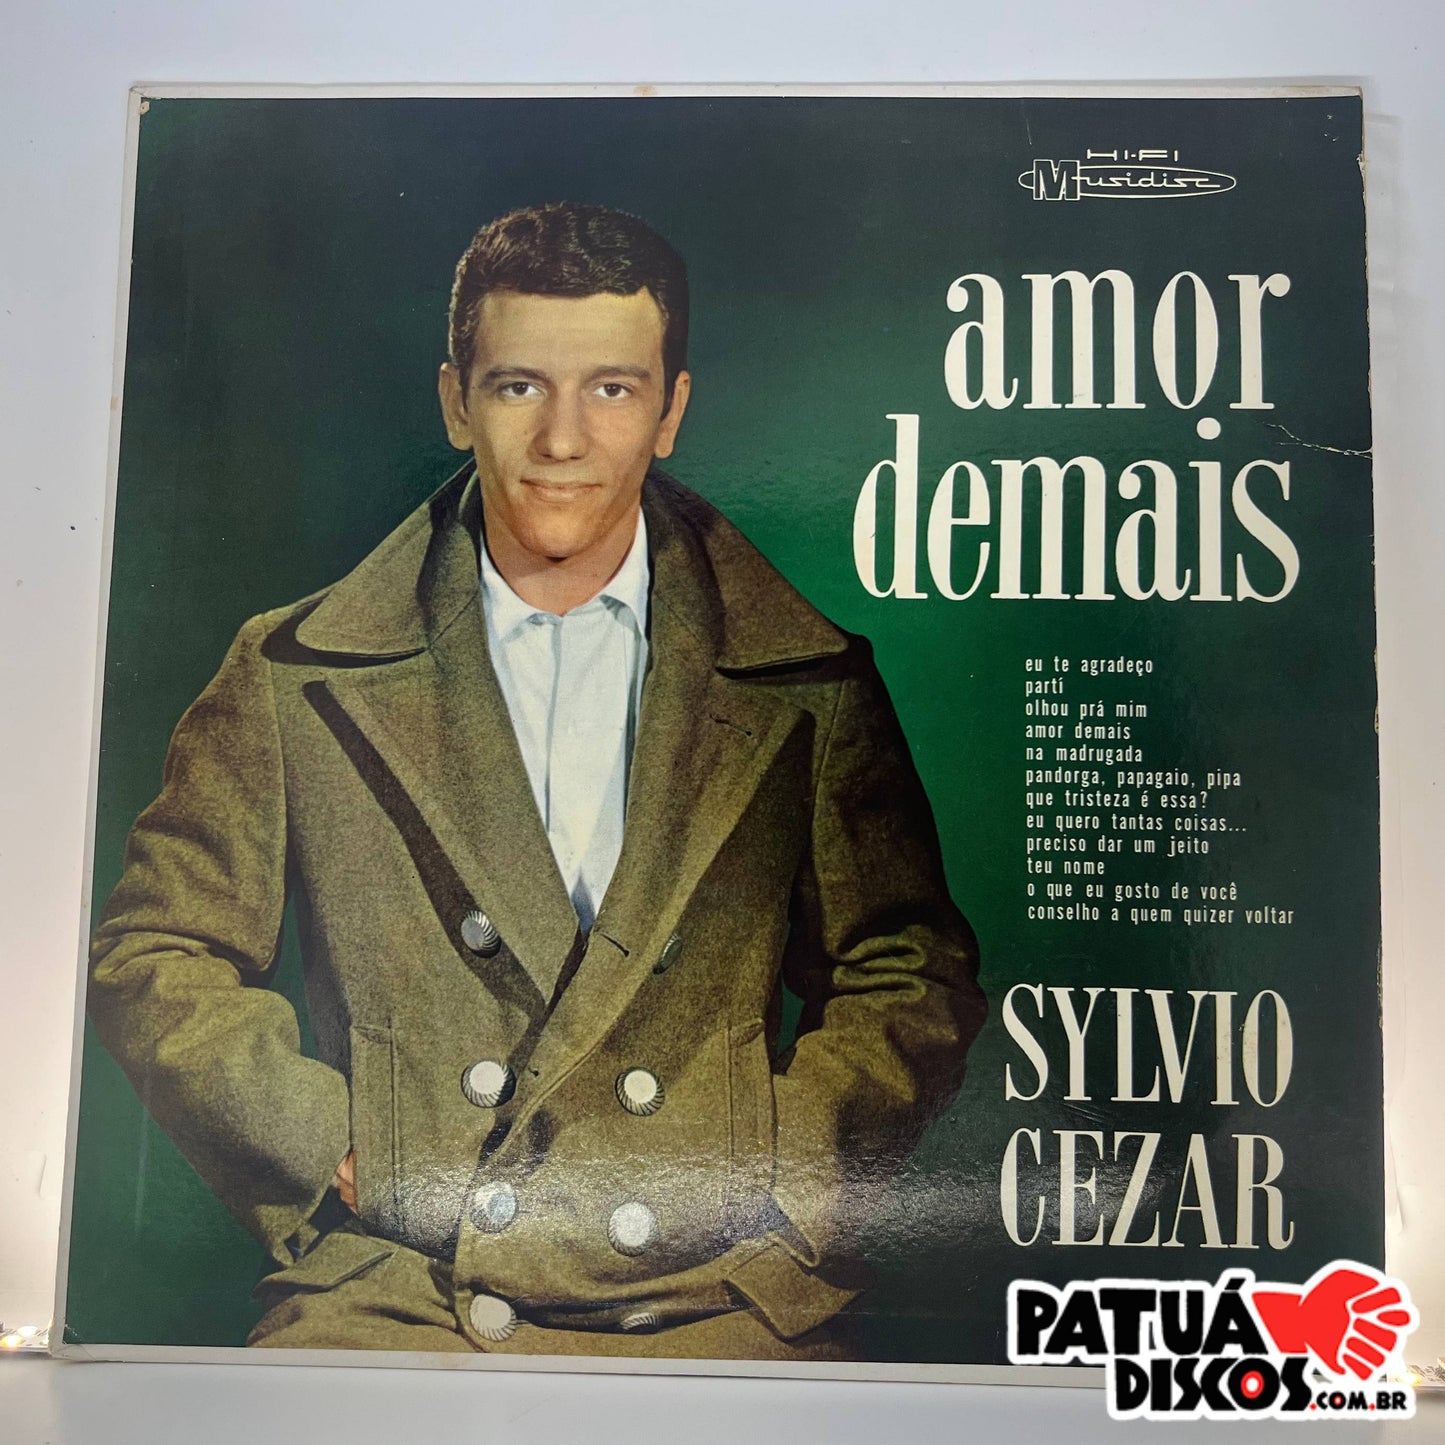 HI-FI
Musidisc
amor
demais
eu te agradeço
partí
olhou prá mim
amor demais
na madrugada
pandorga, papagaio, pipa
que tristeza é essa?
eu quero tantas coisas...
preciso dar um jeito
teu nome
o que eu gosto de você
conselho a quem quizer voltar
SYLVIO
CEZAR
PATUÁ
DISCOS.COM.BR